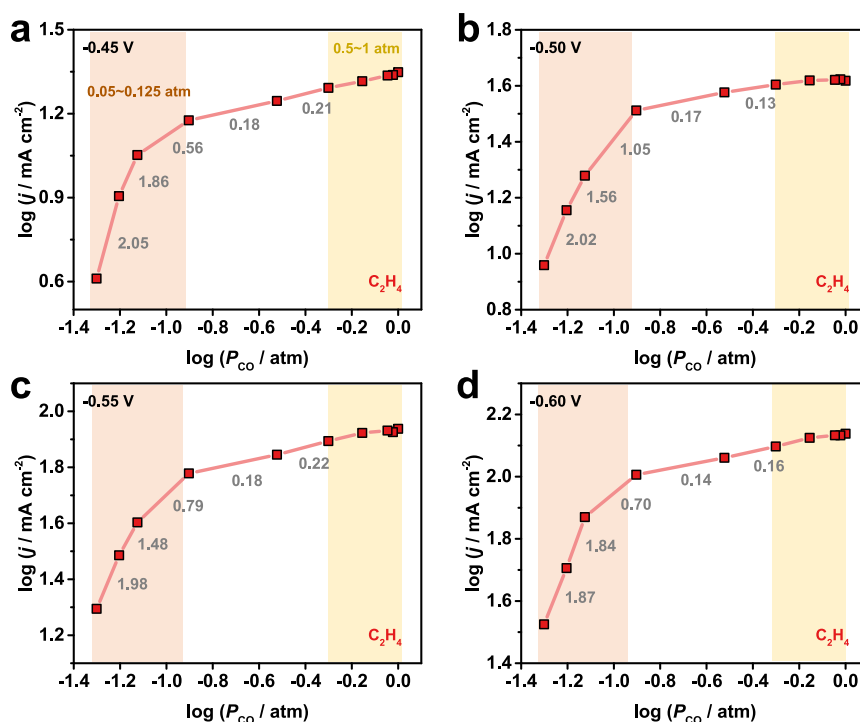 a
-0.45 V
0.5~1 atm
0.05~0.125 atm
2.05
1.86
0.56
0.18
0.21
C₂H₄
log (j / mA cm⁻²)
1.5
1.2
0.9
0.6
-1.4 -1.2 -1.0 -0.8 -0.6 -0.4 -0.2 0.0
log (P_CO / atm)
b
-0.50 V
2.02
1.56
1.05
0.17
0.13
C₂H₄
log (j / mA cm⁻²)
1.8
1.6
1.4
1.2
1.0
0.8
-1.4 -1.2 -1.0 -0.8 -0.6 -0.4 -0.2 0.0
log (P_CO / atm)
c
-0.55 V
1.98
1.48
0.79
0.18
0.22
C₂H₄
log (j / mA cm⁻²)
2.0
1.8
1.6
1.4
1.2
-1.4 -1.2 -1.0 -0.8 -0.6 -0.4 -0.2 0.0
log (P_CO / atm)
d
-0.60 V
1.87
1.84
0.70
0.14
0.16
C₂H₄
log (j / mA cm⁻²)
2.2
2.0
1.8
1.6
1.4
-1.4 -1.2 -1.0 -0.8 -0.6 -0.4 -0.2 0.0
log (P_CO / atm)